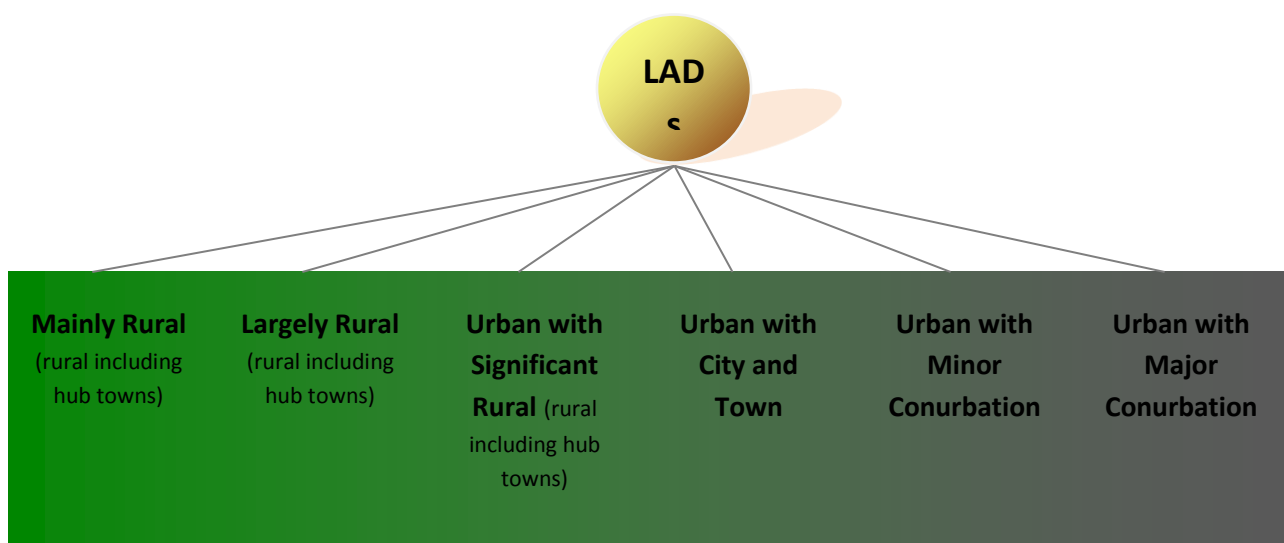 LAD
s
Mainly Rural
(rural including
hub towns)
Largely Rural
(rural including
hub towns)
Urban with
Significant
Rural (rural
including hub
towns)
Urban with
City and
Town
Urban with
Minor
Conurbation
Urban with
Major
Conurbation